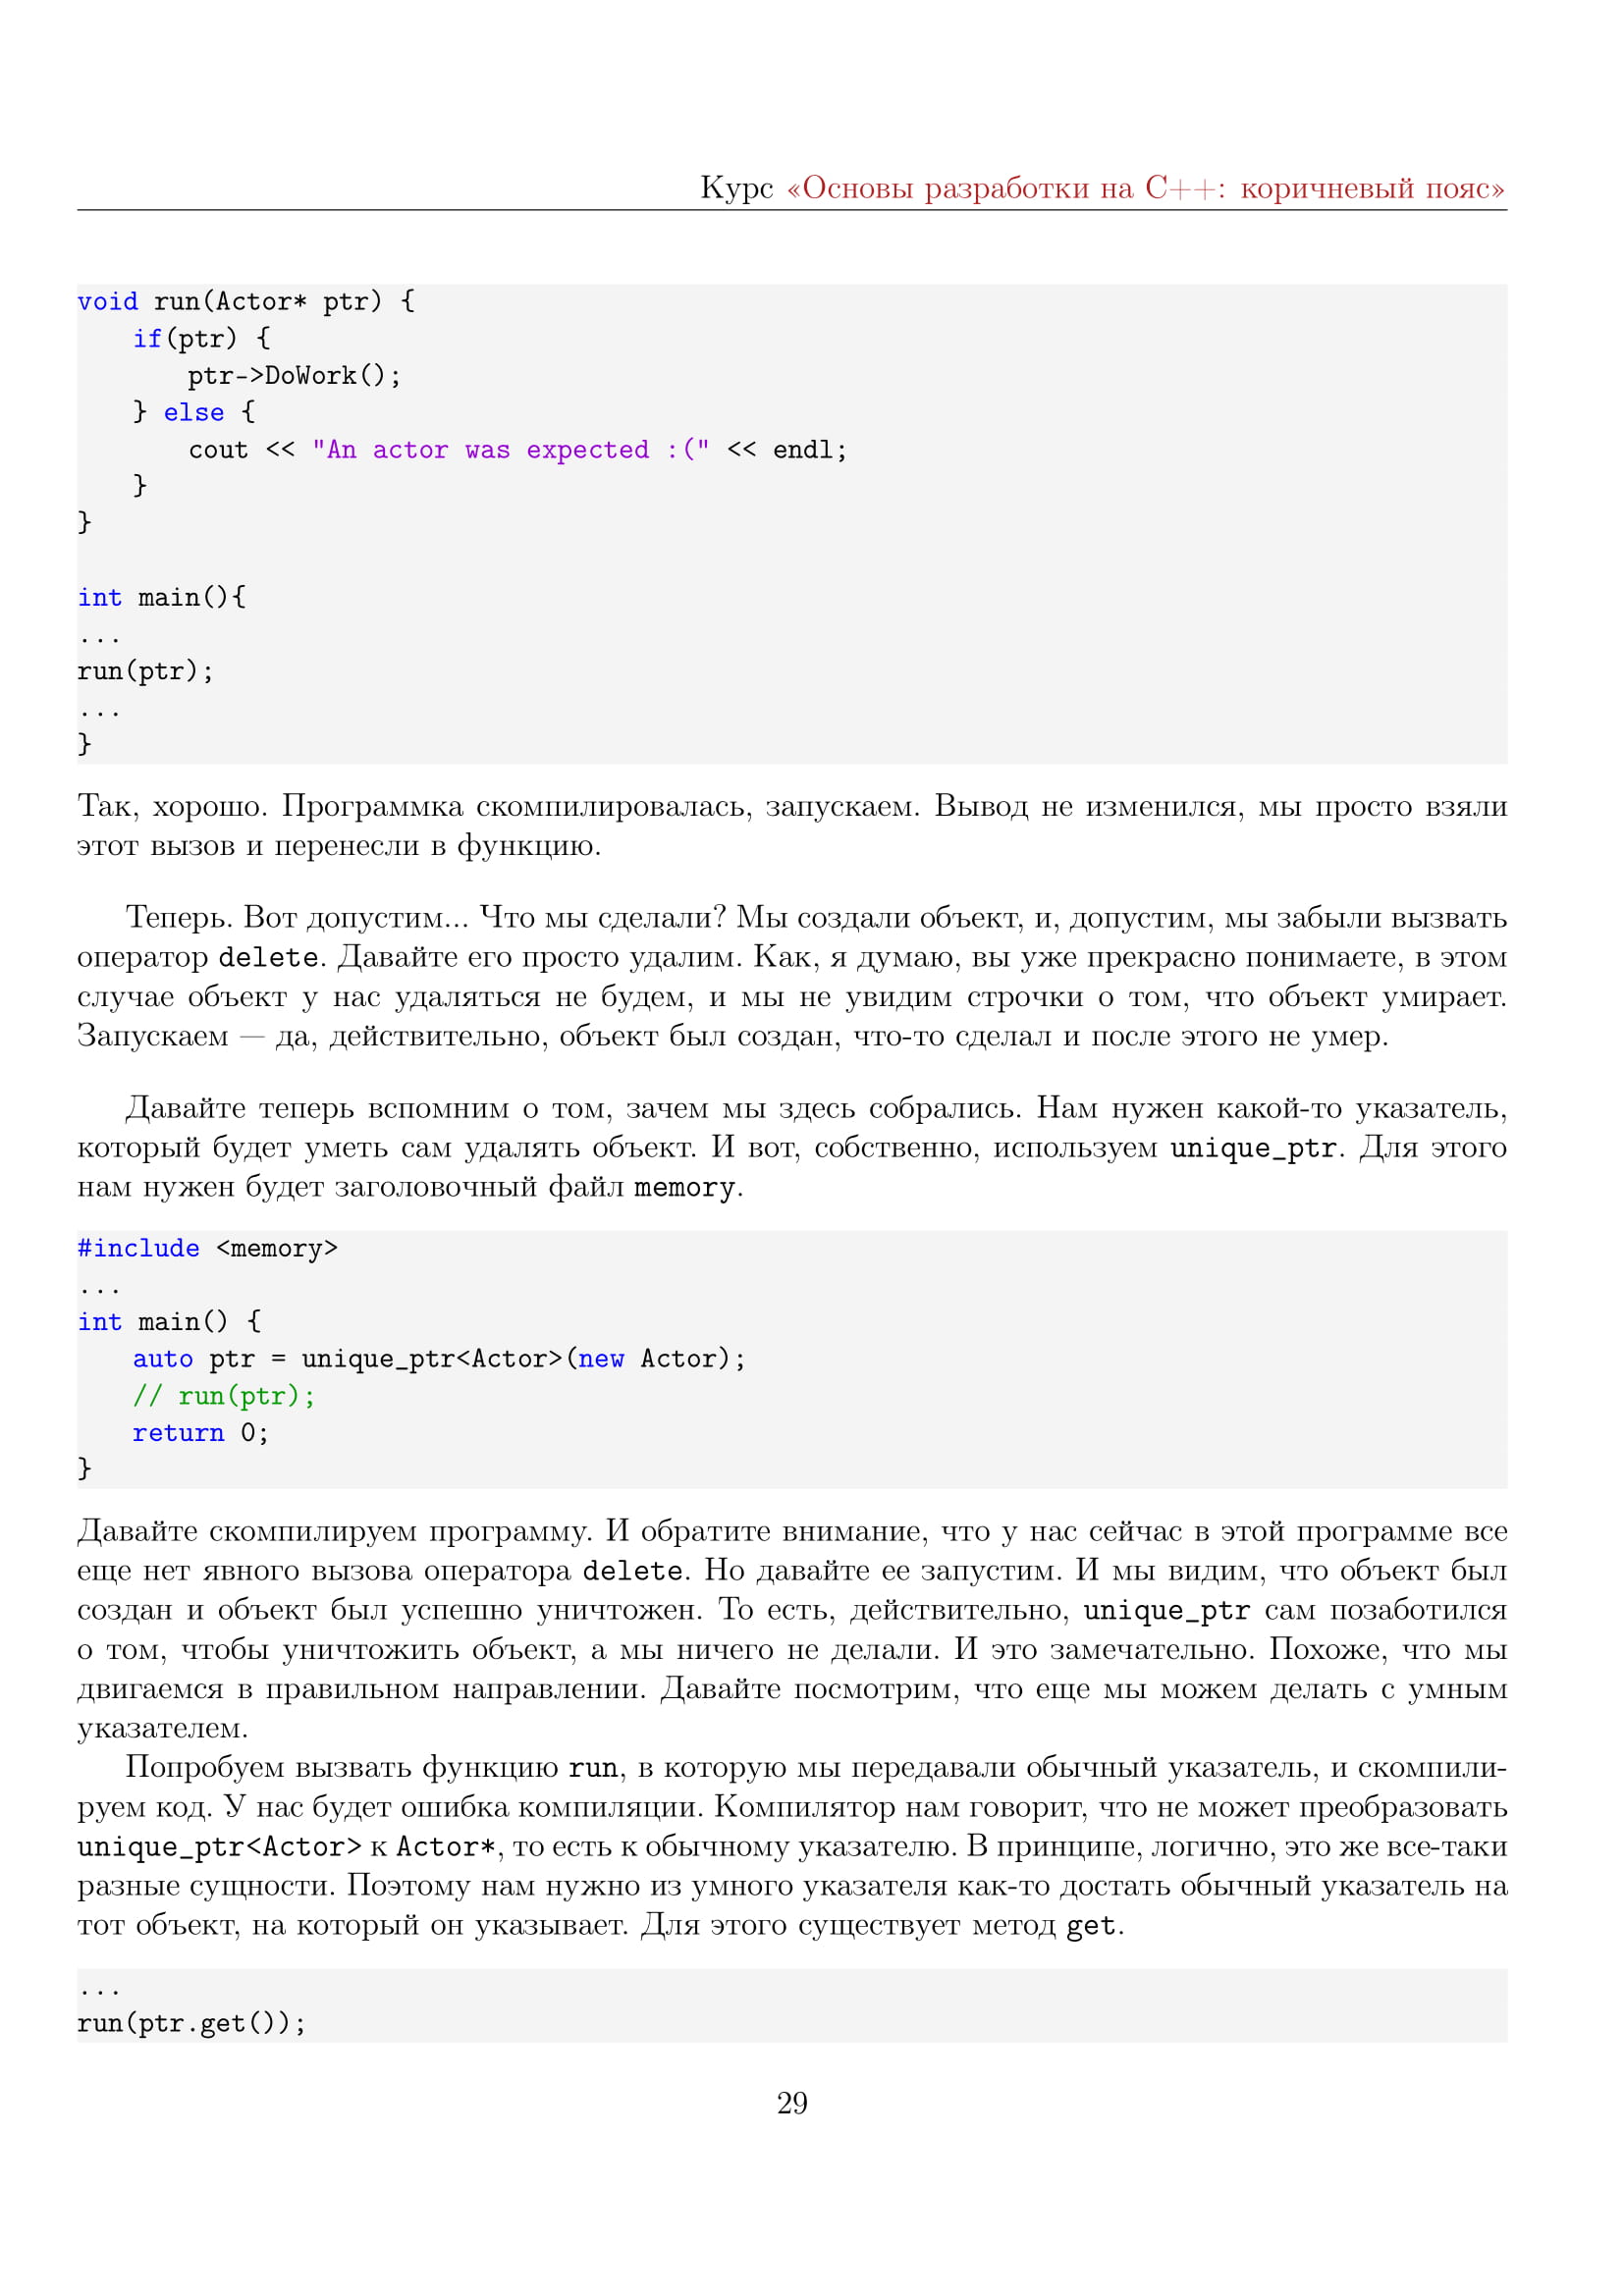 Курс «Основы разработки на C++: коричневый пояс»
void run(Actor* ptr) {
    if(ptr) {
        ptr->DoWork();
    } else {
        cout << "An actor was expected :(" << endl;
    }
}

int main(){
...
run(ptr);
...
}
Так, хорошо. Программка скомпилировалась, запускаем. Вывод не изменился, мы просто взяли
этот вызов и перенесли в функцию.
Теперь. Вот допустим... Что мы сделали? Мы создали объект, и, допустим, мы забыли вызвать
оператор delete. Давайте его просто удалим. Как, я думаю, вы уже прекрасно понимаете, в этом
случае объект у нас удаляться не будем, и мы не увидим строчки о том, что объект умирает.
Запускаем — да, действительно, объект был создан, что-то сделал и после этого не умер.
Давайте теперь вспомним о том, зачем мы здесь собрались. Нам нужен какой-то указатель,
который будет уметь сам удалять объект. И вот, собственно, используем unique_ptr. Для этого
нам нужен будет заголовочный файл memory.
#include <memory>
...
int main() {
    auto ptr = unique_ptr<Actor>(new Actor);
    // run(ptr);
    return 0;
}
Давайте скомпилируем программу. И обратите внимание, что у нас сейчас в этой программе все
еще нет явного вызова оператора delete. Но давайте ее запустим. И мы видим, что объект был
создан и объект был успешно уничтожен. То есть, действительно, unique_ptr сам позаботился
о том, чтобы уничтожить объект, а мы ничего не делали. И это замечательно. Похоже, что мы
двигаемся в правильном направлении. Давайте посмотрим, что еще мы можем делать с умным
указателем.
Попробуем вызвать функцию run, в которую мы передавали обычный указатель, и скомпили-
руем код. У нас будет ошибка компиляции. Компилятор нам говорит, что не может преобразовать
unique_ptr<Actor> к Actor*, то есть к обычному указателю. В принципе, логично, это же все-таки
разные сущности. Поэтому нам нужно из умного указателя как-то достать обычный указатель на
тот объект, на который он указывает. Для этого существует метод get.
...
run(ptr.get());
29